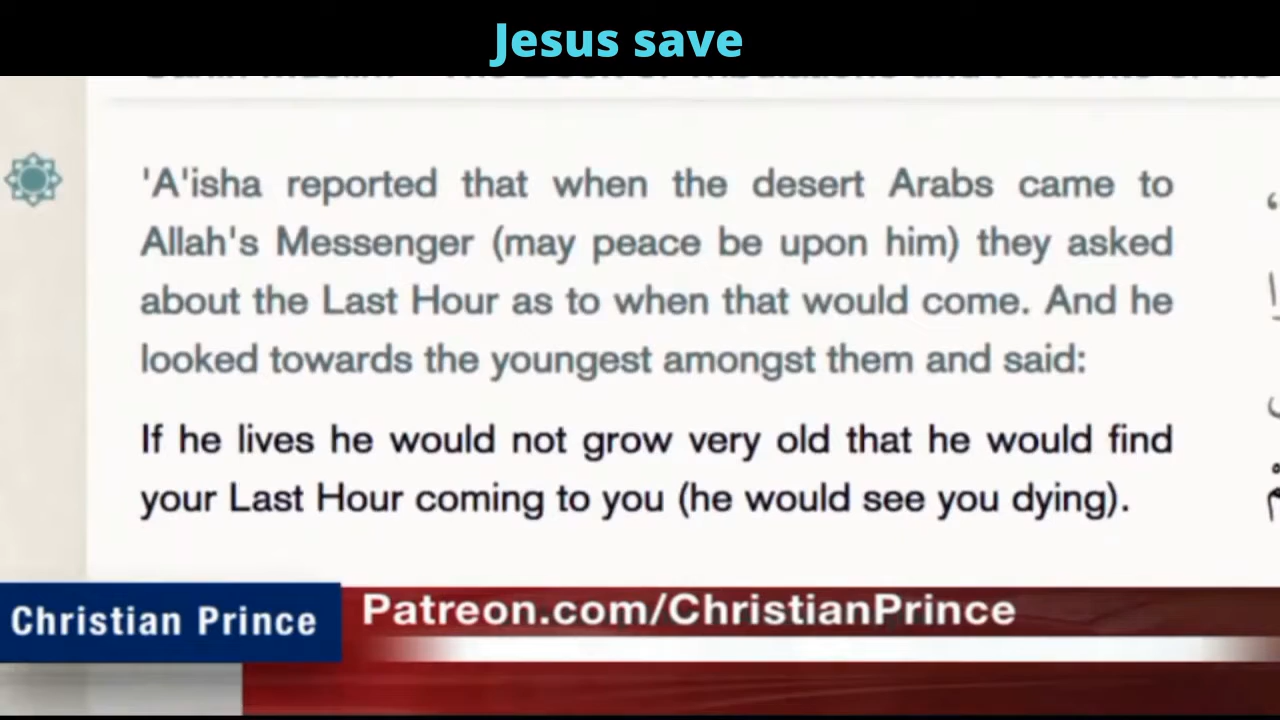 Jesus save
'A'isha reported that when the desert Arabs came to
Allah's Messenger (may peace be upon him) they asked
about the Last Hour as to when that would come. And he
looked towards the youngest amongst them and said:
If he lives he would not grow very old that he would find
your Last Hour coming to you (he would see you dying).
Christian Prince
Patreon.com/ChristianPrince